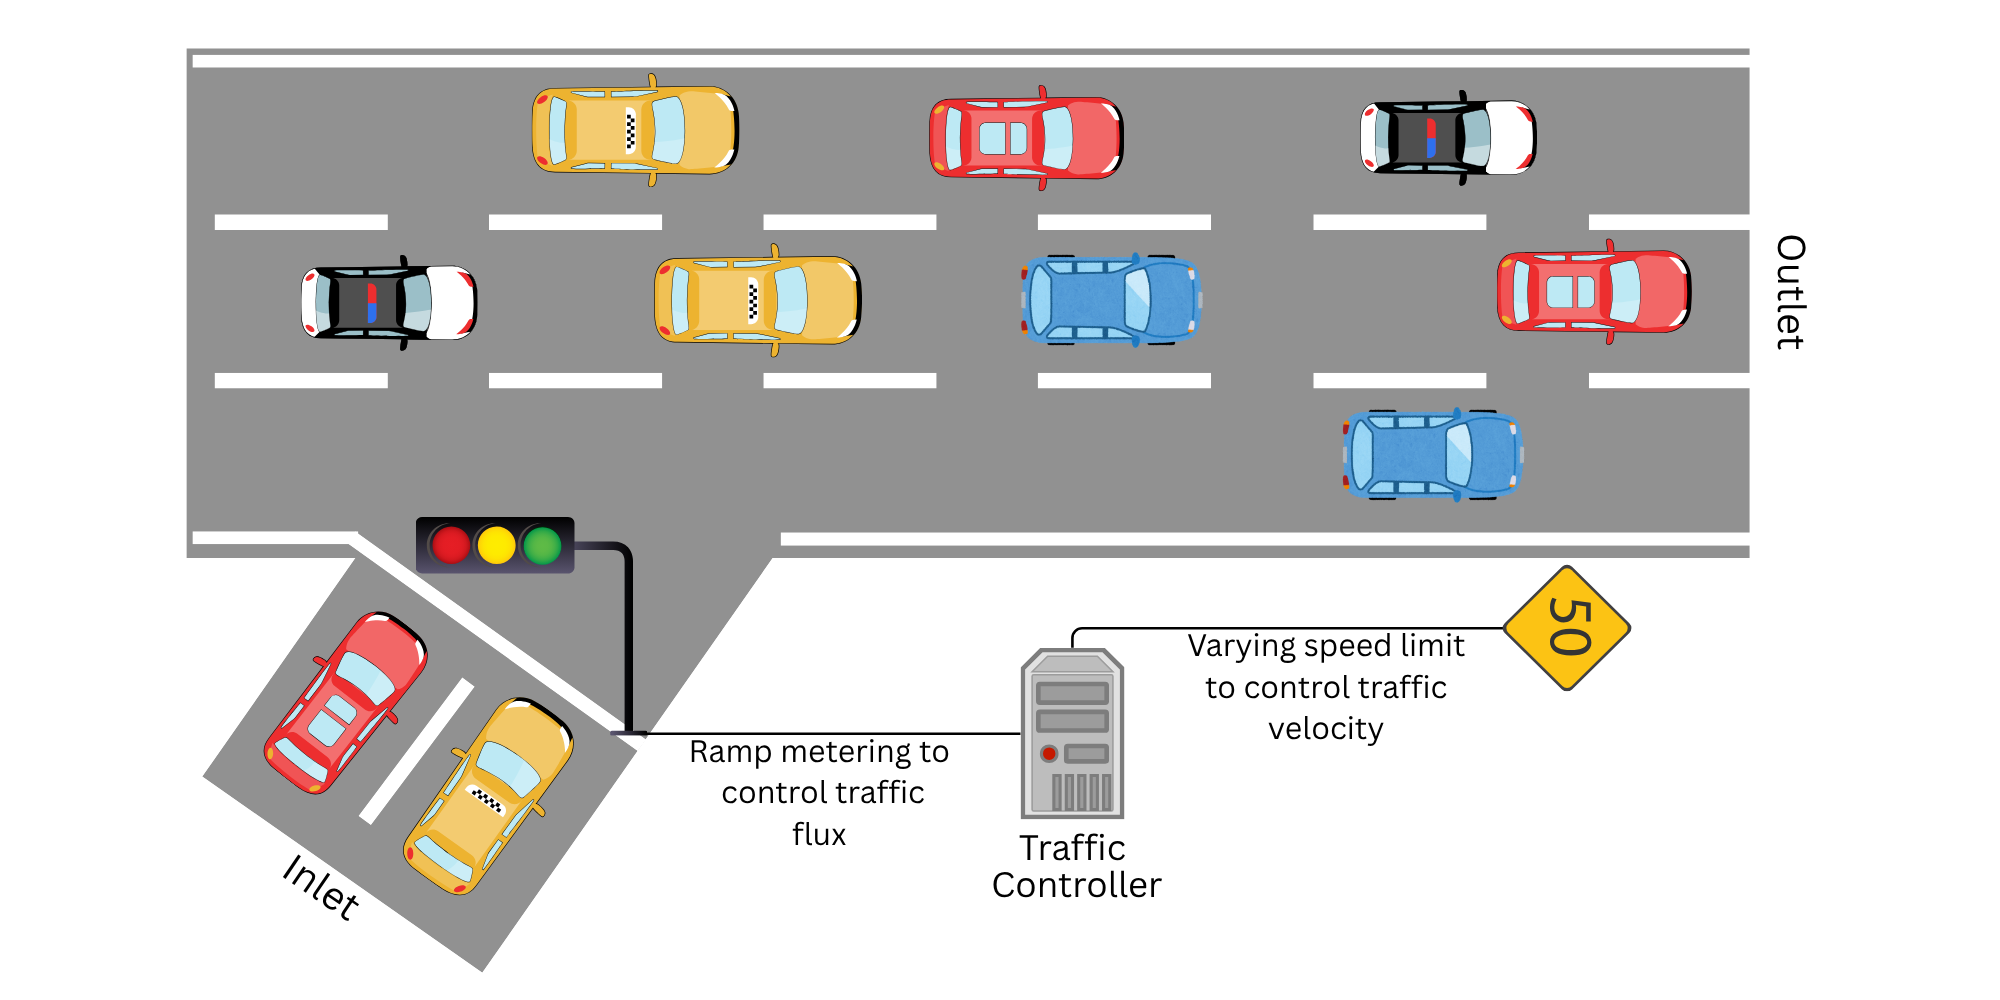 Outlet
50
Varying speed limit
to control traffic
velocity
Ramp metering to
control traffic
flux
Traffic
Controller
Inlet